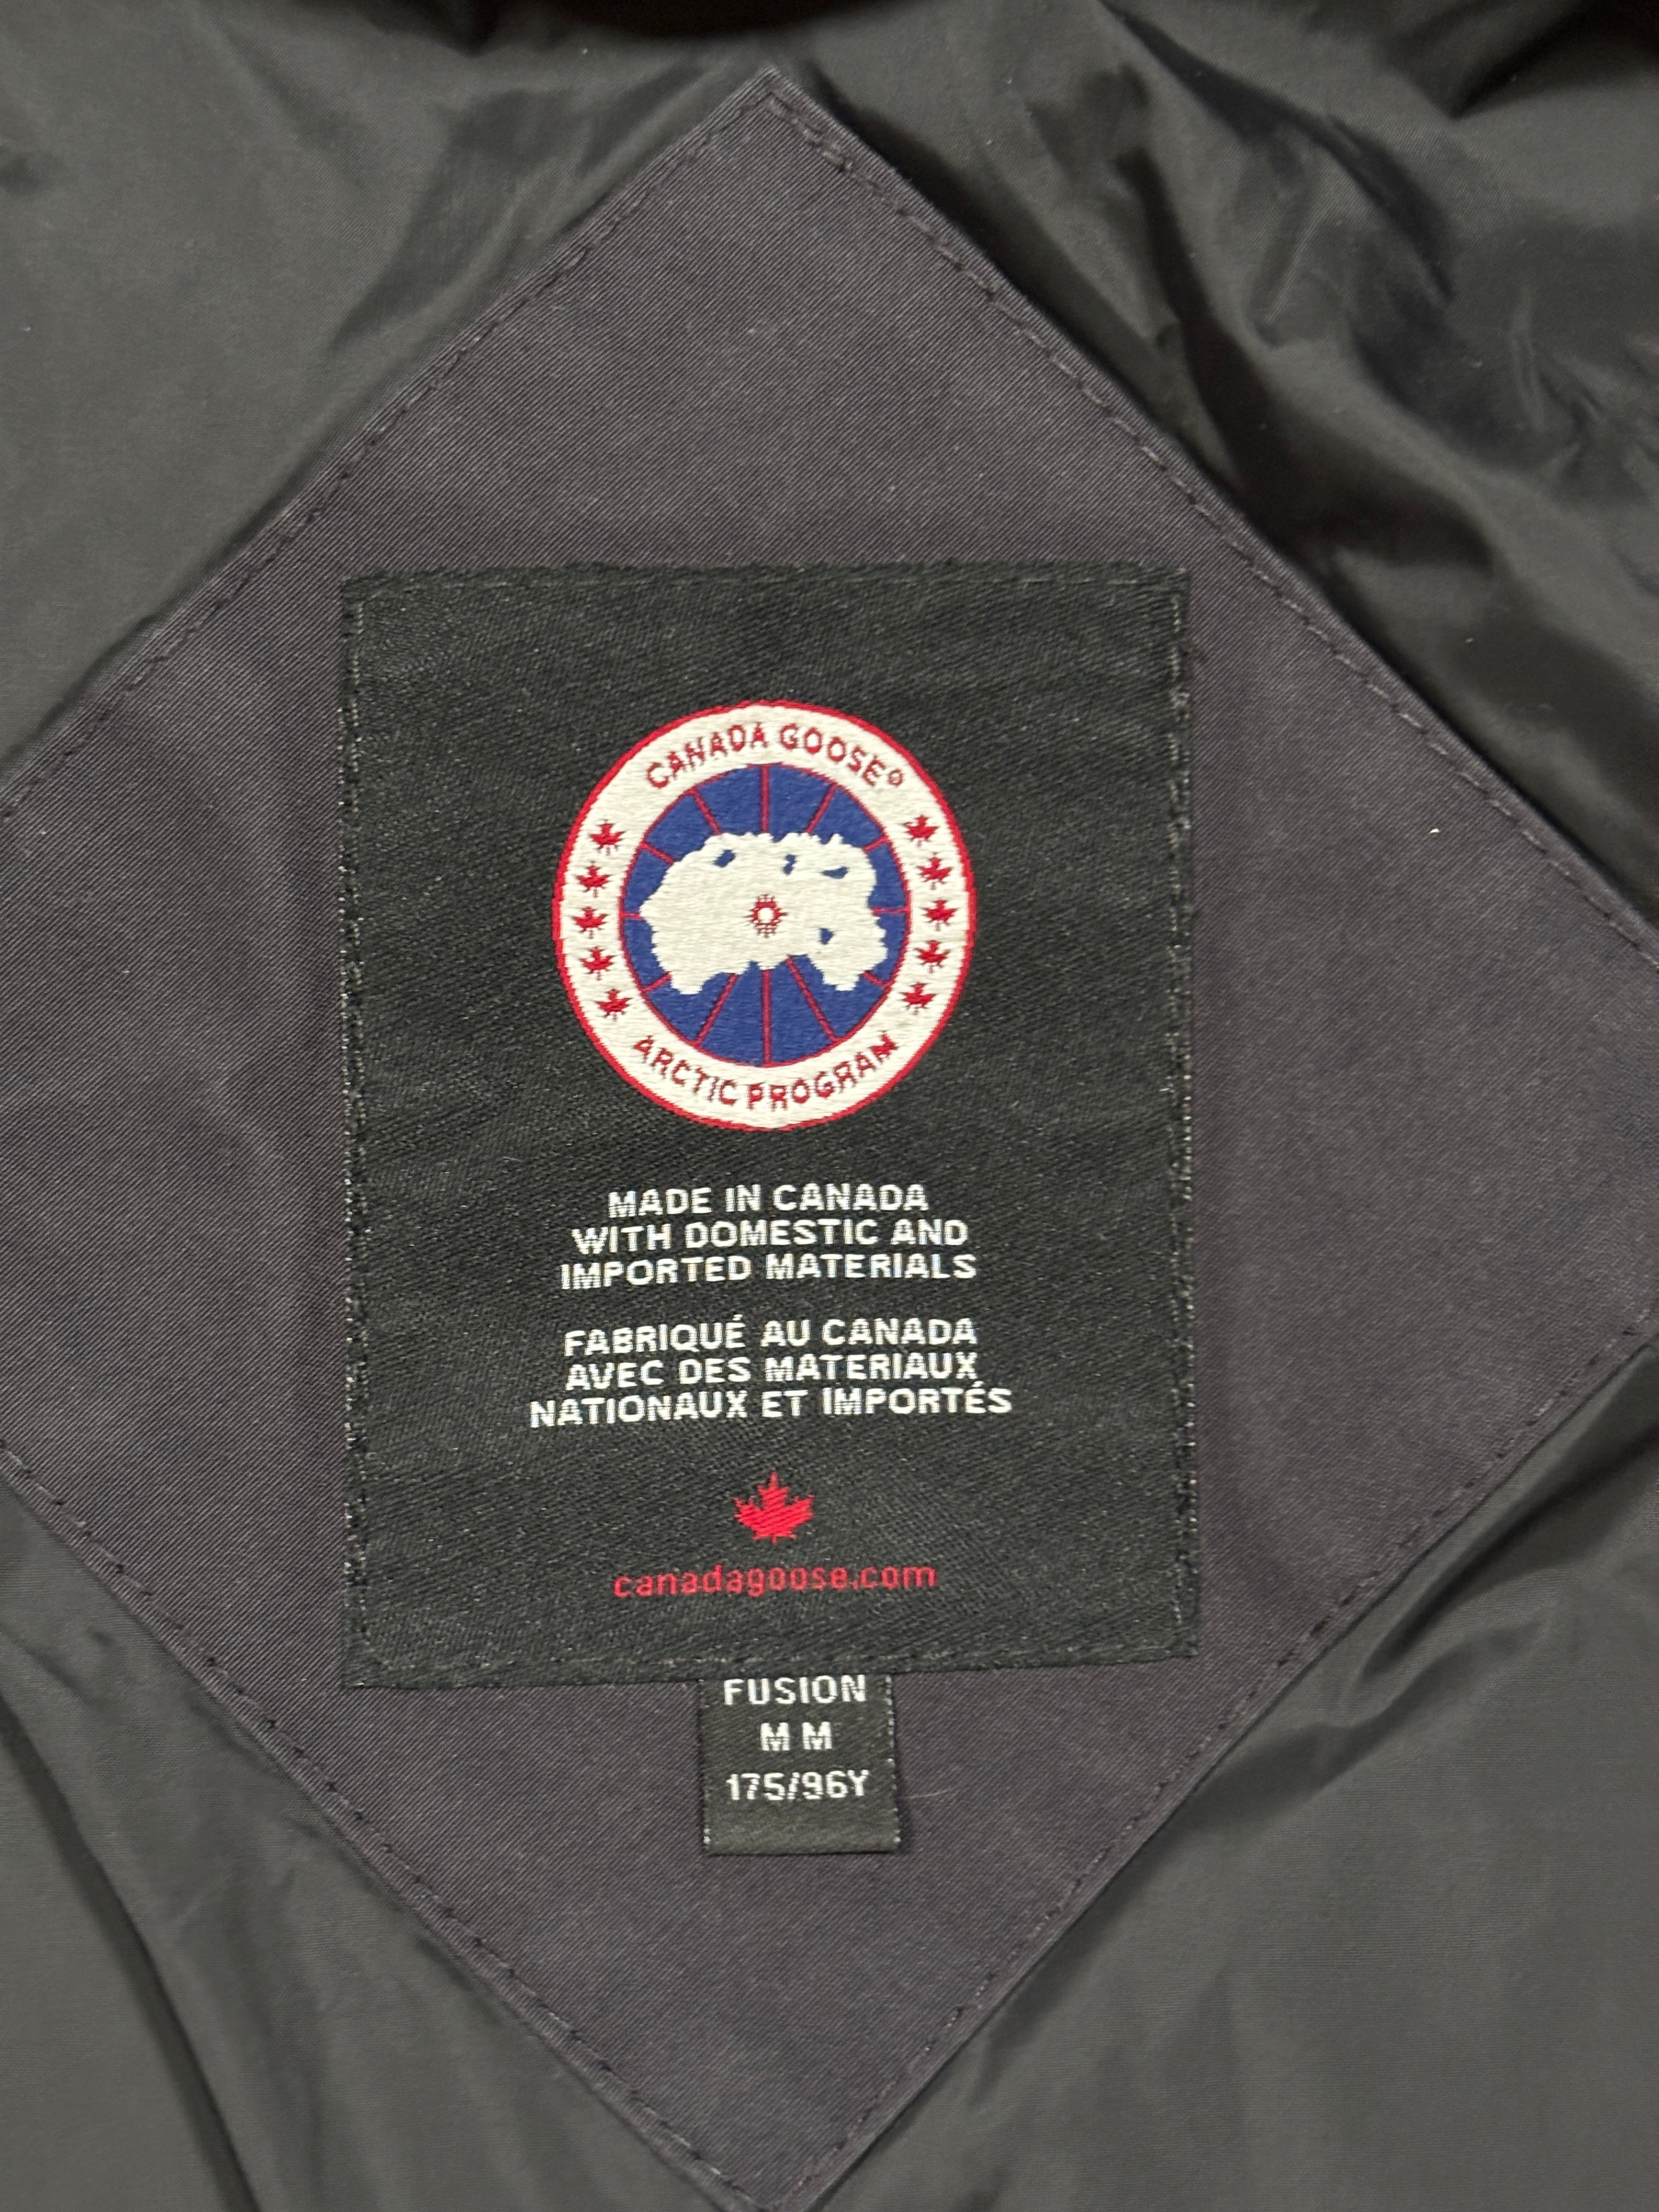 CANADA GOOSE®
ARCTIC PROGRAM
MADE IN CANADA
WITH DOMESTIC AND
IMPORTED MATERIALS
FABRIQUÉ AU CANADA
AVEC DES MATERIAUX
NATIONAUX ET IMPORTÉS
canadagoose.com
FUSION
M M
175/96Y